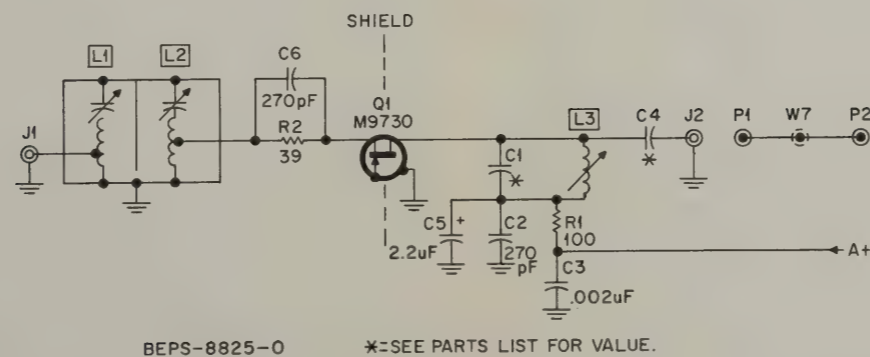 SHIELD
L1
L2
C6
270pF
Q1
M9730
R2
39
J1
L3
C4
*
J2
P1
W7
P2
C1
*
C5 +
2.2uF
C2
270
pF
R1
100
A+
C3
.002uF
BEPS-8825-0
*=SEE PARTS LIST FOR VALUE.